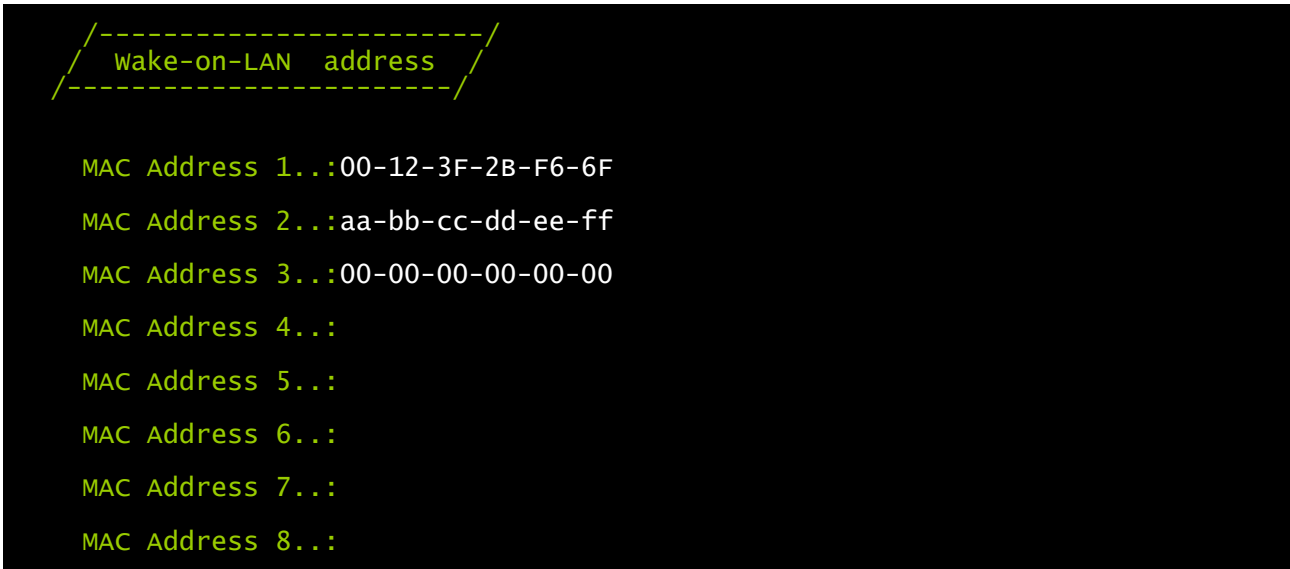 /------------------------/
/  Wake-on-LAN  address  /
/------------------------/
MAC Address 1..:00-12-3F-2B-F6-6F
MAC Address 2..:aa-bb-cc-dd-ee-ff
MAC Address 3..:00-00-00-00-00-00
MAC Address 4..:
MAC Address 5..:
MAC Address 6..:
MAC Address 7..:
MAC Address 8..: